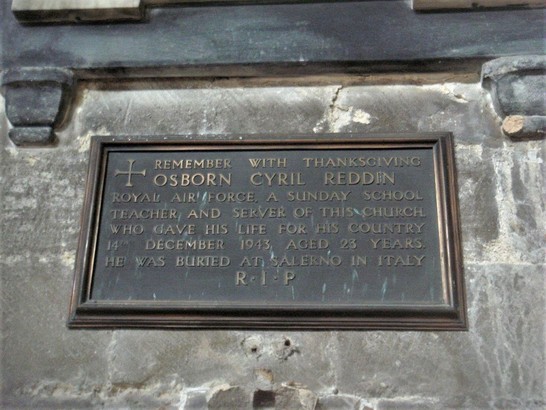 REMEMBER WITH THANKSGIVING
OSBORN CYRIL REDDIN
ROYAL AIR FORCE, A SUNDAY SCHOOL
TEACHER, AND SERVER OF THIS CHURCH.
WHO GAVE HIS LIFE FOR HIS COUNTRY
14TH DECEMBER 1943, AGED 23 YEARS.
HE WAS BURIED AT SALERNO IN ITALY
R·I·P